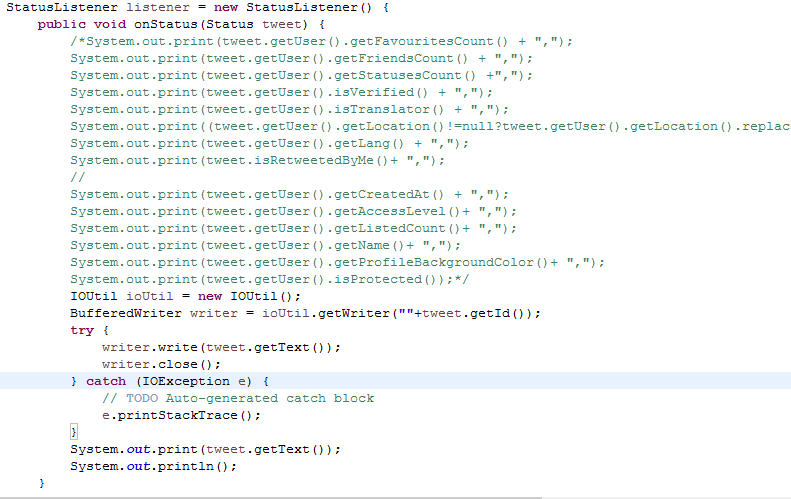 StatusListener listener = new StatusListener() {
    public void onStatus(Status tweet) {
        /*System.out.print(tweet.getUser().getFavouritesCount() + ",");
        System.out.print(tweet.getUser().getFriendsCount() + ",");
        System.out.print(tweet.getUser().getStatusesCount() +",");
        System.out.print(tweet.getUser().isVerified() + ",");
        System.out.print(tweet.getUser().isTranslator() + ",");
        System.out.print((tweet.getUser().getLocation()!=null?tweet.getUser().getLocation().replac
        System.out.print(tweet.getUser().getLang() + ",");
        System.out.print(tweet.isRetweetedByMe()+ ",");
        //
        System.out.print(tweet.getUser().getCreatedAt() + ",");
        System.out.print(tweet.getUser().getAccessLevel()+ ",");
        System.out.print(tweet.getUser().getListedCount()+ ",");
        System.out.print(tweet.getUser().getName()+ ",");
        System.out.print(tweet.getUser().getProfileBackgroundColor()+ ",");
        System.out.print(tweet.getUser().isProtected());*/
        IOUtil ioUtil = new IOUtil();
        BufferedWriter writer = ioUtil.getWriter(""+tweet.getId());
        try {
            writer.write(tweet.getText());
            writer.close();
        } catch (IOException e) {
            // TODO Auto-generated catch block
            e.printStackTrace();
        }
        System.out.print(tweet.getText());
        System.out.println();
    }